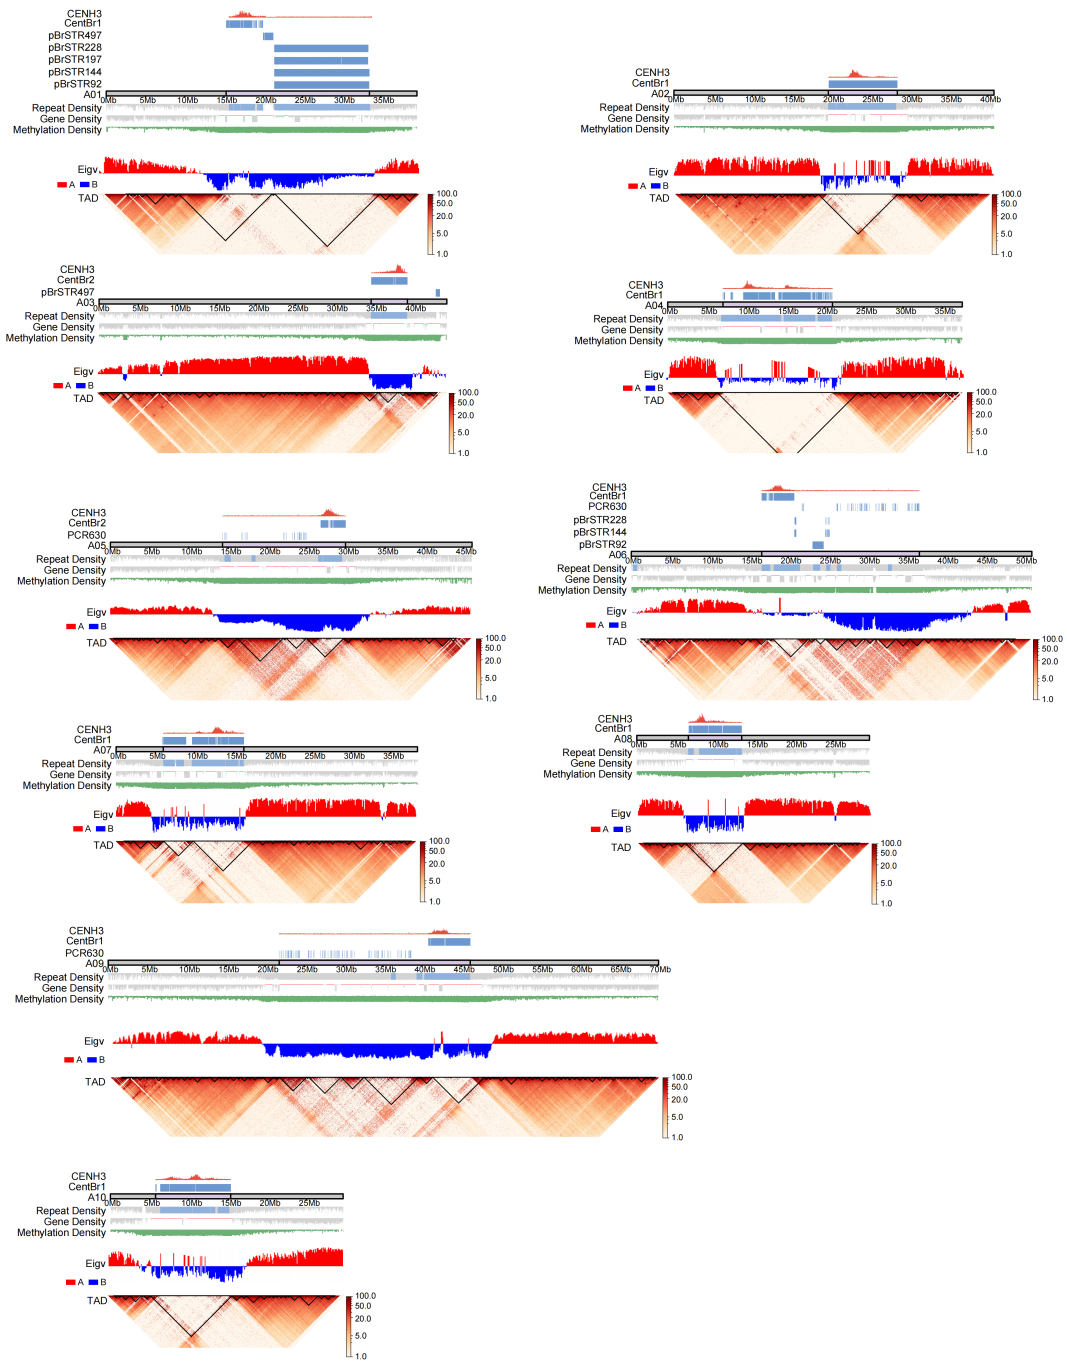 CENH3
CentBr1
pBrSTR497
pBrSTR228
pBrSTR197
pBrSTR144
pBrSTR92
A01
0Mb 5Mb 10Mb 15Mb 20Mb 25Mb 30Mb 35Mb
Repeat Density
Gene Density
Methylation Density
Eigv
A B
TAD
100.0
50.0
20.0
5.0
1.0
CENH3
CentBr1
A02
0Mb 5Mb 10Mb 15Mb 20Mb 25Mb 30Mb 35Mb 40Mb
Repeat Density
Gene Density
Methylation Density
Eigv
A B
TAD
100.0
50.0
20.0
5.0
1.0
CENH3
CentBr2
pBrSTR497
A03
0Mb 5Mb 10Mb 15Mb 20Mb 25Mb 30Mb 35Mb 40Mb
Repeat Density
Gene Density
Methylation Density
Eigv
A B
TAD
100.0
50.0
20.0
5.0
1.0
CENH3
CentBr1
A04
0Mb 5Mb 10Mb 15Mb 20Mb 25Mb 30Mb 35Mb
Repeat Density
Gene Density
Methylation Density
Eigv
A B
TAD
100.0
50.0
20.0
5.0
1.0
CENH3
CentBr2
PCR630
A05
0Mb 5Mb 10Mb 15Mb 20Mb 25Mb 30Mb 35Mb 40Mb 45Mb
Repeat Density
Gene Density
Methylation Density
Eigv
A B
TAD
100.0
50.0
20.0
5.0
1.0
CENH3
CentBr1
PCR630
pBrSTR228
pBrSTR144
pBrSTR92
A06
0Mb 5Mb 10Mb 15Mb 20Mb 25Mb 30Mb 35Mb 40Mb 45Mb 50Mb
Repeat Density
Gene Density
Methylation Density
Eigv
A B
TAD
100.0
50.0
20.0
5.0
1.0
CENH3
CentBr1
A07
0Mb 5Mb 10Mb 15Mb 20Mb 25Mb 30Mb 35Mb
Repeat Density
Gene Density
Methylation Density
Eigv
A B
TAD
100.0
50.0
20.0
5.0
1.0
CENH3
CentBr1
A08
0Mb 5Mb 10Mb 15Mb 20Mb 25Mb
Repeat Density
Gene Density
Methylation Density
Eigv
A B
TAD
100.0
50.0
20.0
5.0
1.0
CENH3
CentBr1
PCR630
A09
0Mb 5Mb 10Mb 15Mb 20Mb 25Mb 30Mb 35Mb 40Mb 45Mb 50Mb 55Mb 60Mb 65Mb 70Mb
Repeat Density
Gene Density
Methylation Density
Eigv
A B
TAD
100.0
50.0
20.0
5.0
1.0
CENH3
CentBr1
A10
0Mb 5Mb 10Mb 15Mb 20Mb 25Mb
Repeat Density
Gene Density
Methylation Density
Eigv
A B
TAD
100.0
50.0
20.0
5.0
1.0